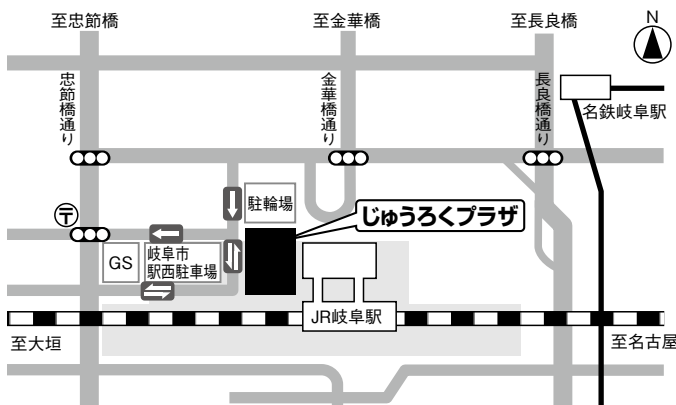 至忠節橋
至金華橋
至長良橋
N
忠節橋通り
金華橋通り
長良橋通り
名鉄岐阜駅
駐輪場
じゅうろくプラザ
〒
GS
岐阜市
駅西駐車場
JR岐阜駅
至大垣
至名古屋